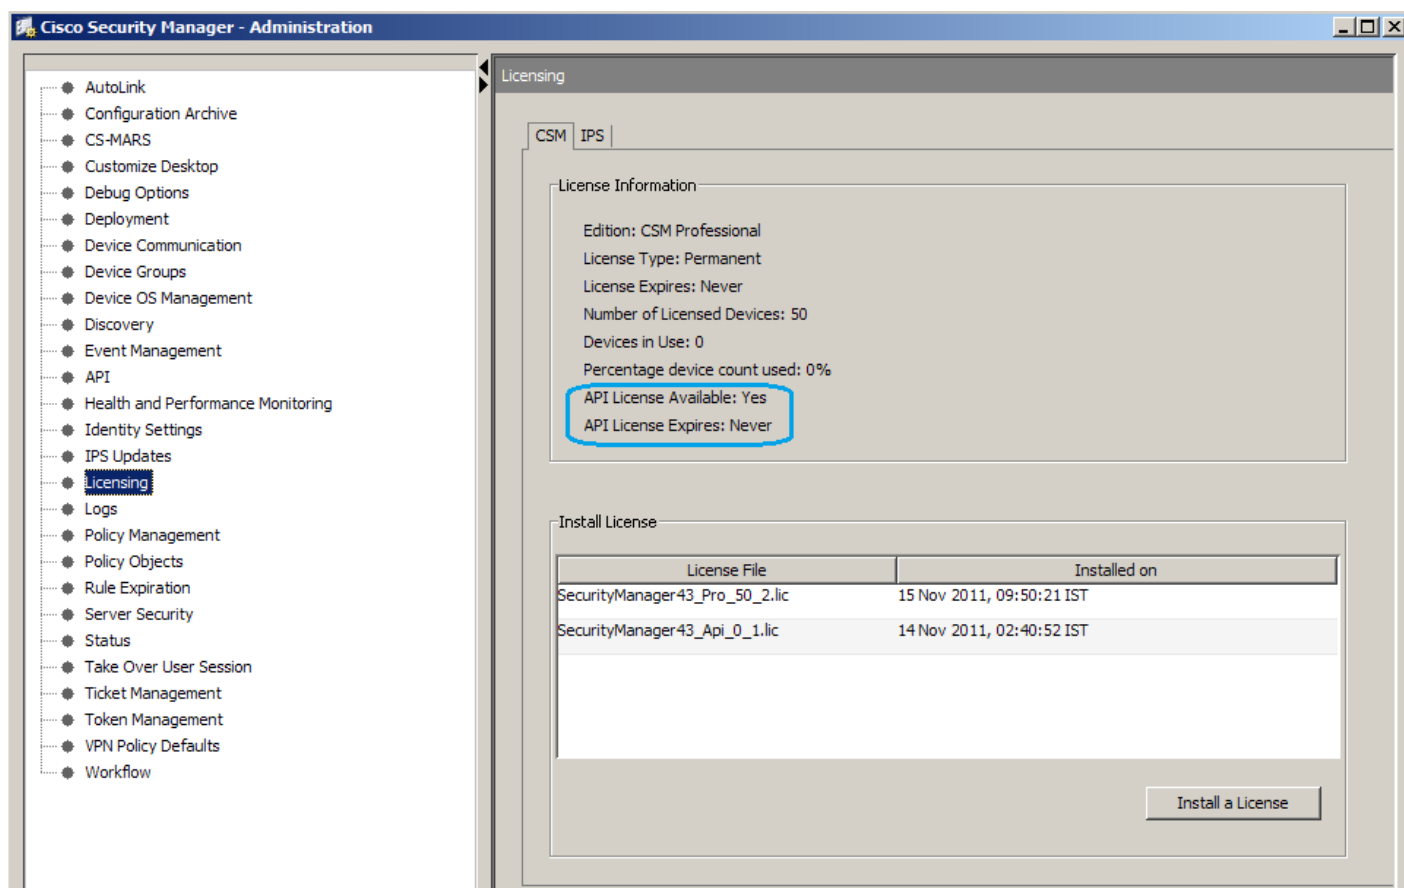 Cisco Security Manager - Administration
AutoLink
Configuration Archive
CS-MARS
Customize Desktop
Debug Options
Deployment
Device Communication
Device Groups
Device OS Management
Discovery
Event Management
API
Health and Performance Monitoring
Identity Settings
IPS Updates
Licensing
Logs
Policy Management
Policy Objects
Rule Expiration
Server Security
Status
Take Over User Session
Ticket Management
Token Management
VPN Policy Defaults
Workflow
Licensing
CSM IPS
License Information
Edition: CSM Professional
License Type: Permanent
License Expires: Never
Number of Licensed Devices: 50
Devices in Use: 0
Percentage device count used: 0%
API License Available: Yes
API License Expires: Never
Install License
License File Installed on
SecurityManager43_Pro_50_2.lic 15 Nov 2011, 09:50:21 IST
SecurityManager43_Api_0_1.lic 14 Nov 2011, 02:40:52 IST
Install a License